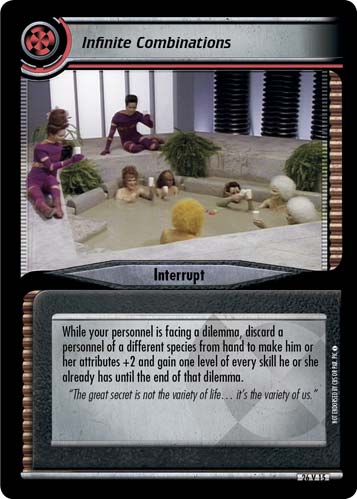 Infinite Combinations
Interrupt
While your personnel is facing a dilemma, discard a
personnel of a different species from hand to make him or
her attributes +2 and gain one level of every skill he or she
already has until the end of that dilemma.
"The great secret is not the variety of life… it's the variety of us."
26 V 15